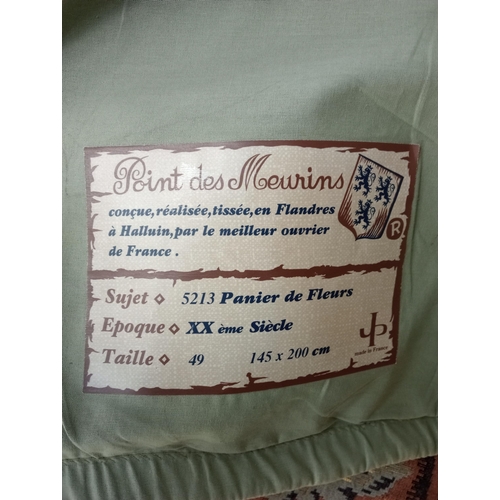 Point des Meurins
conçue,réalisée,tissée,en Flandres
à Halluin,par le meilleur ouvrier
de France .
R
Sujet ⋄ 5213 Panier de Fleurs
Epoque ⋄ XX ème Siècle
Taille ⋄ 49 145 x 200 cm
JP
made in France